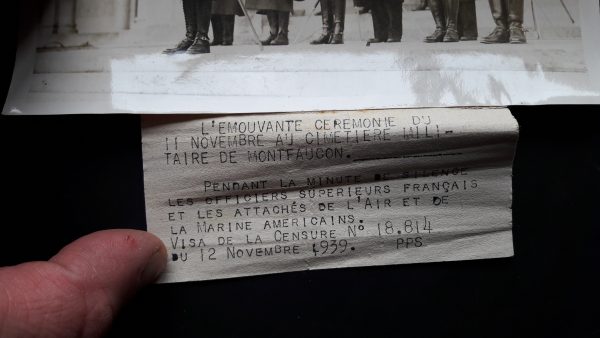 L'EMOUVANTE CEREMONIE DU
11 NOVEMBRE AU CIMETIERE MILI-
TAIRE DE MONTFAUCON.
PENDANT LA MINUTE DE SILENCE
LES OFFICIERS SUPERIEURS FRANÇAIS
ET LES ATTACHÉS DE L'AIR ET DE
LA MARINE AMERICAINS.
VISA DE LA CENSURE N° 18.814
DU 12 NOVEMBRE 1939. PPS